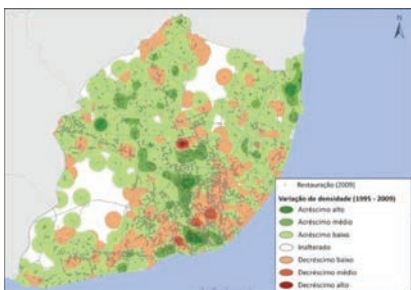 N
Restauração (2009)
Variação de densidade (1995 - 2009)
Acréscimo alto
Acréscimo médio
Acréscimo baixo
Inalterado
Decréscimo baixo
Decréscimo médio
Decréscimo alto